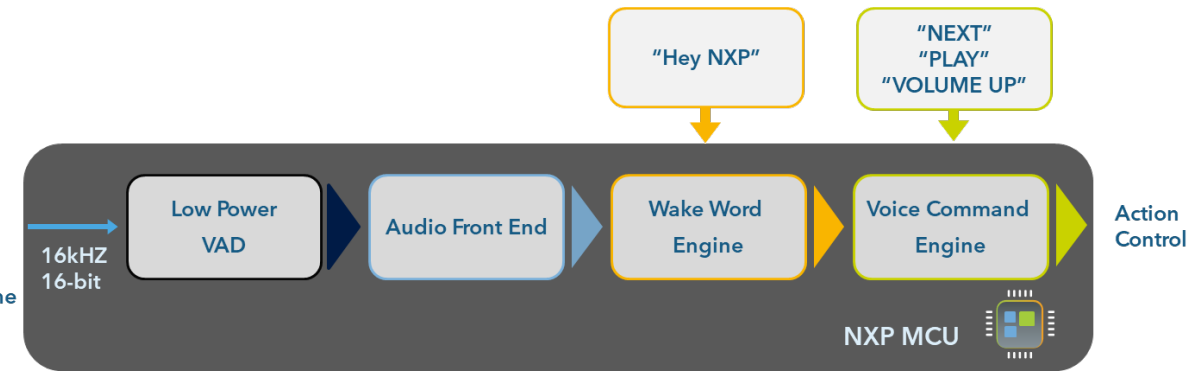 “Hey NXP”
“NEXT”
“PLAY”
“VOLUME UP”
16kHZ
16-bit
Low Power
VAD
Audio Front End
Wake Word
Engine
Voice Command
Engine
Action
Control
NXP MCU